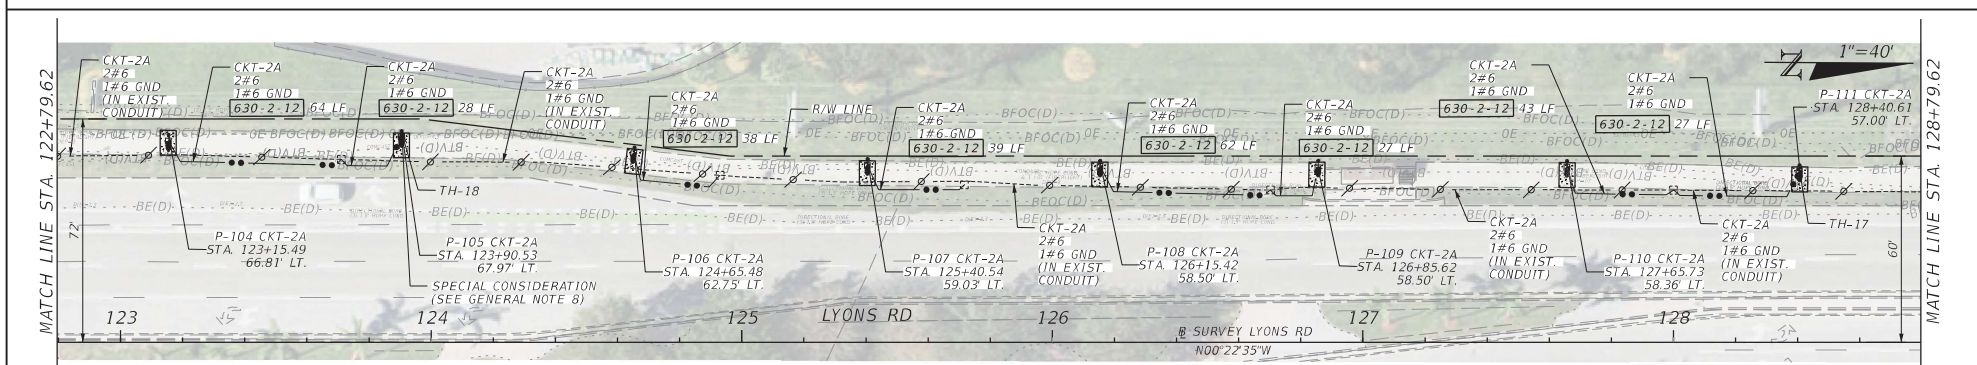 MATCH LINE STA. 122+79.62
CKT-2A
2#6
1#6 GND
(IN EXIST.
CONDUIT)
CKT-2A
2#6
1#6 GND
630-2-12 64 LF
CKT-2A
2#6
1#6 GND
630-2-12 28 LF
CKT-2A
2#6
1#6 GND
(IN EXIST.
CONDUIT)
CKT-2A
2#6
1#6 GND
630-2-12 38 LF
R/W LINE
CKT-2A
2#6
1#6 GND
630-2-12 39 LF
CKT-2A
2#6
1#6 GND
630-2-12 62 LF
CKT-2A
2#6
1#6 GND
630-2-12 27 LF
CKT-2A
2#6
1#6 GND
630-2-12 43 LF
CKT-2A
2#6
1#6 GND
630-2-12 27 LF
N
1"=40'
P-111 CKT-2A
STA. 128+40.61
57.00' LT.
BFOC(D)
OE
BTV(D)
BE(D)
72'
P-104 CKT-2A
STA. 123+15.49
66.81' LT.
TH-18
P-105 CKT-2A
STA. 123+90.53
67.97' LT.
SPECIAL CONSIDERATION
(SEE GENERAL NOTE 8)
P-106 CKT-2A
STA. 124+65.48
62.75' LT.
P-107 CKT-2A
STA. 125+40.54
59.03' LT.
CKT-2A
2#6
1#6 GND
(IN EXIST.
CONDUIT)
P-108 CKT-2A
STA. 126+15.42
58.50' LT.
P-109 CKT-2A
STA. 126+85.62
58.50' LT.
CKT-2A
2#6
1#6 GND
(IN EXIST.
CONDUIT)
P-110 CKT-2A
STA. 127+65.73
58.36' LT.
CKT-2A
2#6
1#6 GND
(IN EXIST.
CONDUIT)
TH-17
60'
123 124 125 LYONS RD 126 127 128
B SURVEY LYONS RD
N00°22'35"W
MATCH LINE STA. 128+79.62